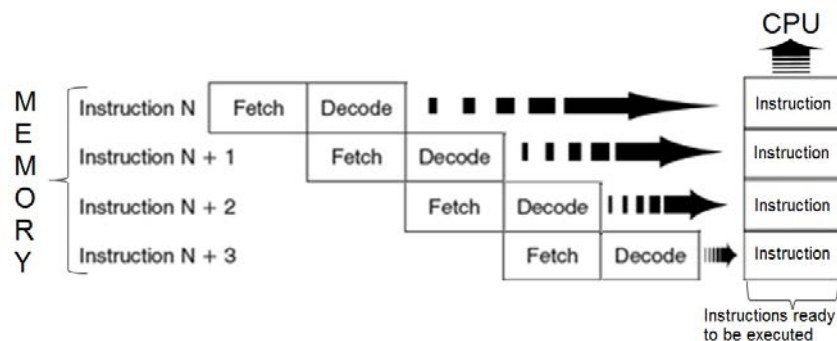 CPU
MEMORY
Instruction N Fetch Decode Instruction
Instruction N + 1 Fetch Decode Instruction
Instruction N + 2 Fetch Decode Instruction
Instruction N + 3 Fetch Decode Instruction
Instructions ready
to be executed